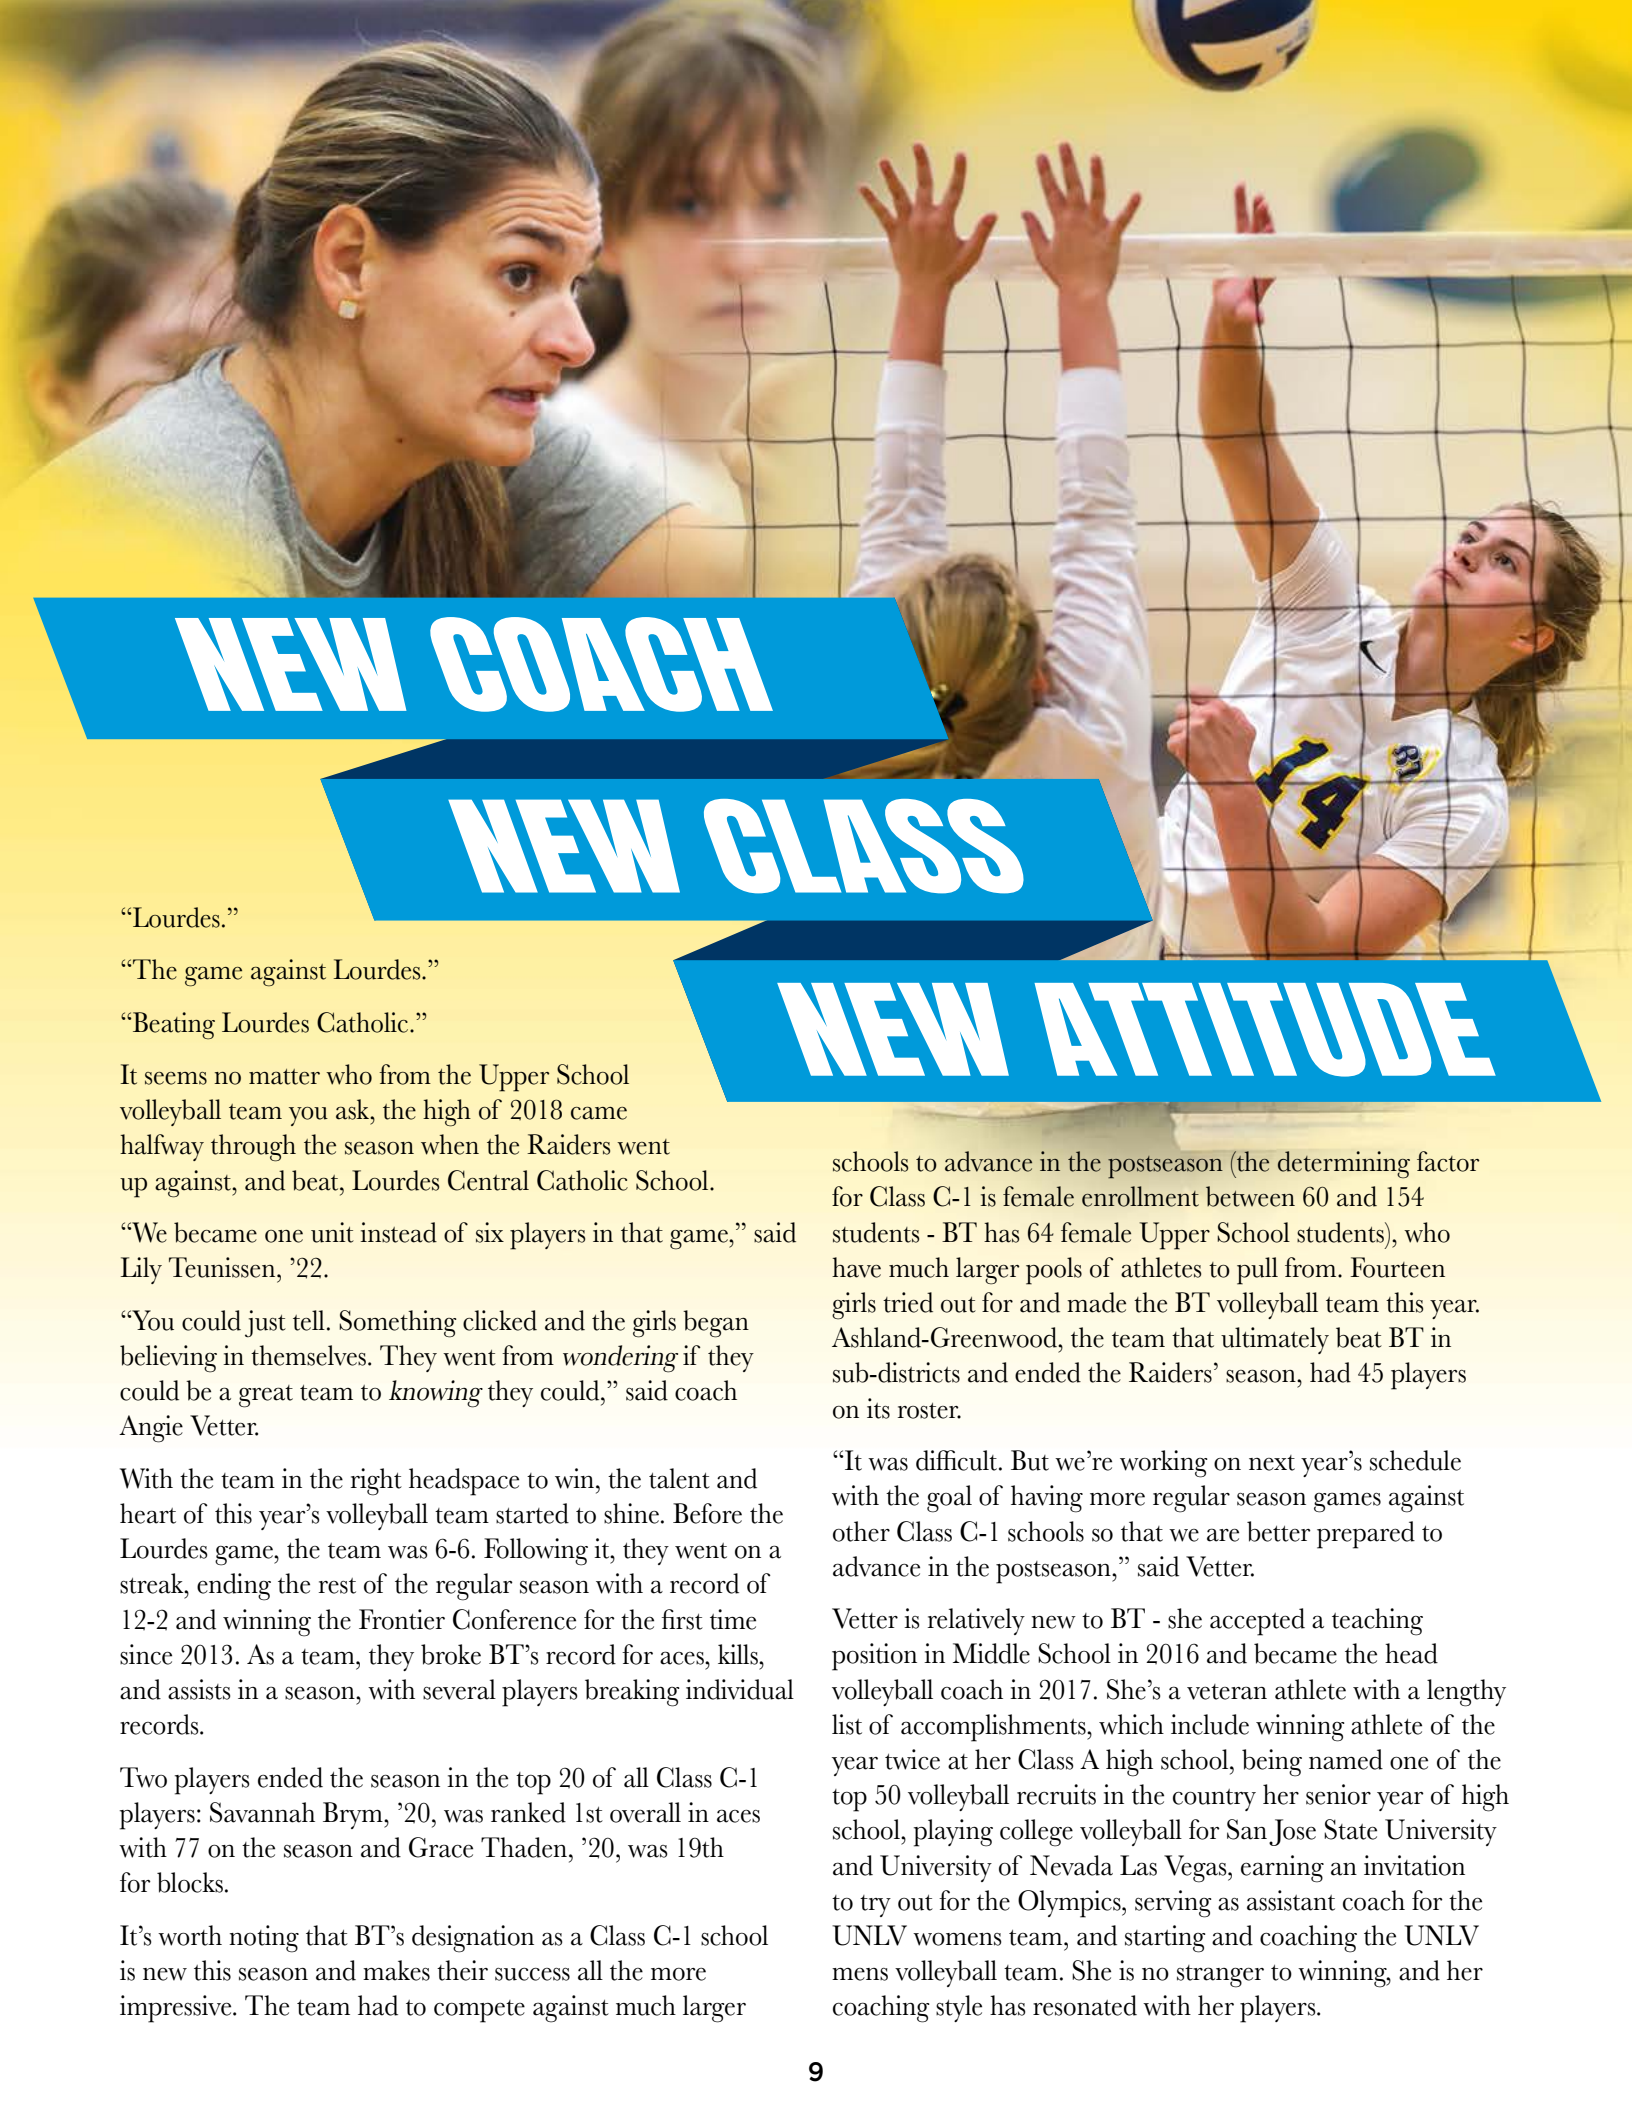 NEW COACH
NEW CLASS
NEW ATTITUDE
14
BT
“Lourdes.”
“The game against Lourdes.”
“Beating Lourdes Catholic.”
It seems no matter who from the Upper School
volleyball team you ask, the high of 2018 came
halfway through the season when the Raiders went
up against, and beat, Lourdes Central Catholic School.
“We became one unit instead of six players in that game,” said
Lily Teunissen, ’22.
“You could just tell. Something clicked and the girls began
believing in themselves. They went from wondering if they
could be a great team to knowing they could,” said coach
Angie Vetter.
With the team in the right headspace to win, the talent and
heart of this year’s volleyball team started to shine. Before the
Lourdes game, the team was 6-6. Following it, they went on a
streak, ending the rest of the regular season with a record of
12-2 and winning the Frontier Conference for the first time
since 2013. As a team, they broke BT’s record for aces, kills,
and assists in a season, with several players breaking individual
records.
Two players ended the season in the top 20 of all Class C-1
players: Savannah Brym, ’20, was ranked 1st overall in aces
with 77 on the season and Grace Thaden, ’20, was 19th
for blocks.
It’s worth noting that BT’s designation as a Class C-1 school
is new this season and makes their success all the more
impressive. The team had to compete against much larger
schools to advance in the postseason (the determining factor
for Class C-1 is female enrollment between 60 and 154
students - BT has 64 female Upper School students), who
have much larger pools of athletes to pull from. Fourteen
girls tried out for and made the BT volleyball team this year.
Ashland-Greenwood, the team that ultimately beat BT in
sub-districts and ended the Raiders’ season, had 45 players
on its roster.
“It was difficult. But we’re working on next year’s schedule
with the goal of having more regular season games against
other Class C-1 schools so that we are better prepared to
advance in the postseason,” said Vetter.
Vetter is relatively new to BT - she accepted a teaching
position in Middle School in 2016 and became the head
volleyball coach in 2017. She’s a veteran athlete with a lengthy
list of accomplishments, which include winning athlete of the
year twice at her Class A high school, being named one of the
top 50 volleyball recruits in the country her senior year of high
school, playing college volleyball for San Jose State University
and University of Nevada Las Vegas, earning an invitation
to try out for the Olympics, serving as assistant coach for the
UNLV womens team, and starting and coaching the UNLV
mens volleyball team. She is no stranger to winning, and her
coaching style has resonated with her players.
9